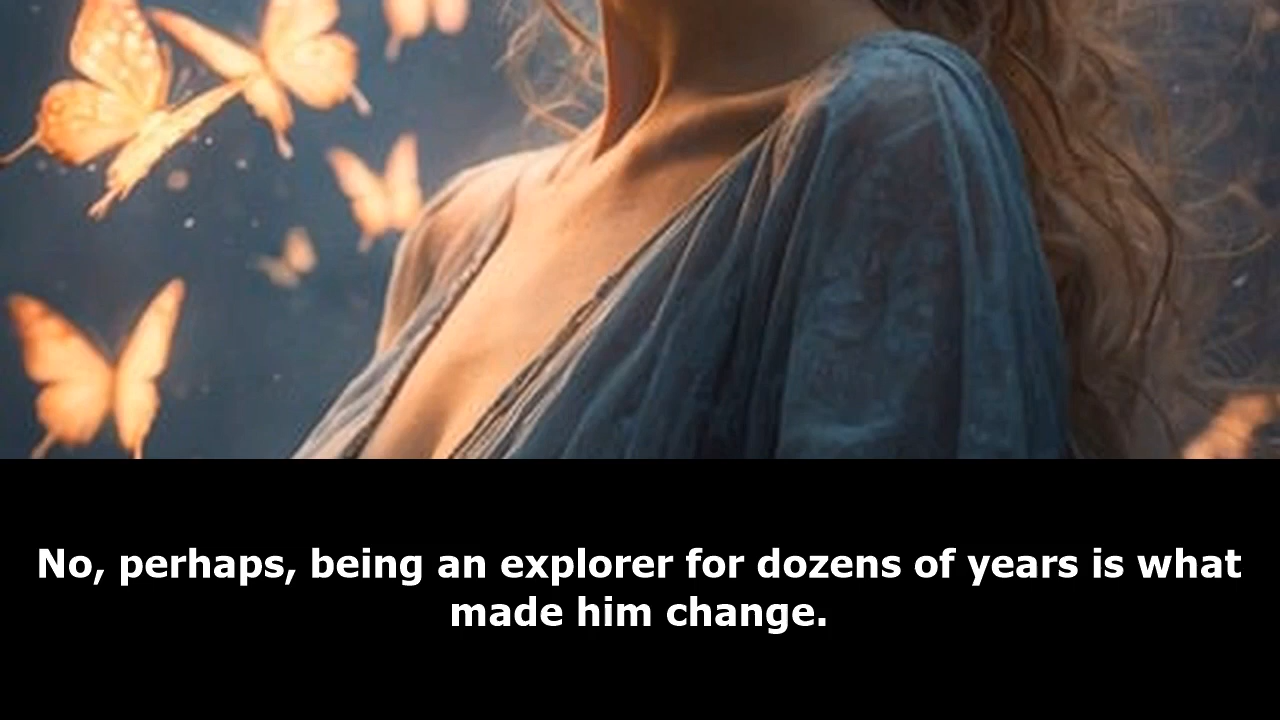 No, perhaps, being an explorer for dozens of years is what
made him change.